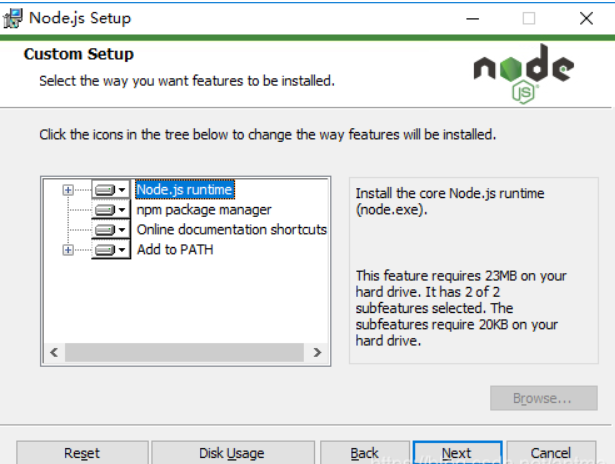 Node.js Setup
Custom Setup
Select the way you want features to be installed.
node
JS
Click the icons in the tree below to change the way features will be installed.
Node.js runtime
npm package manager
Online documentation shortcuts
Add to PATH
Install the core Node.js runtime
(node.exe).
This feature requires 23MB on your
hard drive. It has 2 of 2
subfeatures selected. The
subfeatures require 20KB on your
hard drive.
Browse...
Reset
Disk Usage
Back
Next
Cancel